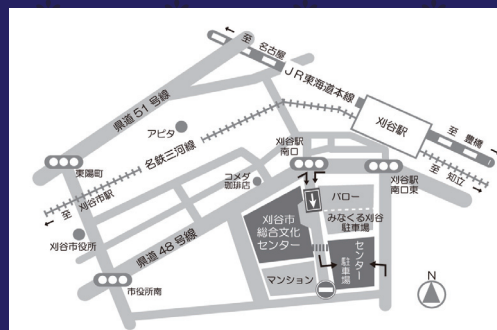 至 名古屋
JR東海道本線
県道51号線
アピタ
名鉄三河線
刈谷駅
至 豊橋
至 知立
刈谷駅
南口
刈谷駅
南口東
東陽町
至 刈谷市駅
コメダ
珈琲店
バロー
みなくる刈谷
駐車場
刈谷市
総合文化
センター
刈谷市役所
県道48号線
センター
駐車場
マンション
市役所南
N